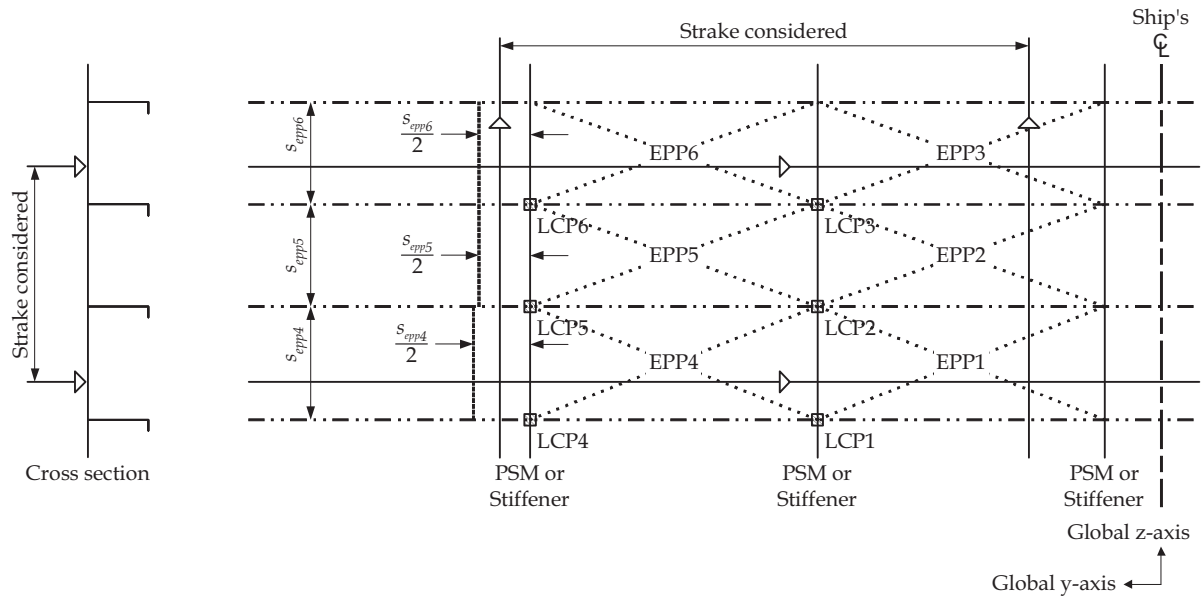 Ship's
℄
Strake considered
s_epp6
s_epp6
2
EPP6
EPP3
Strake considered
LCP6
LCP3
s_epp5
s_epp5
2
EPP5
EPP2
LCP5
LCP2
s_epp4
s_epp4
2
EPP4
EPP1
LCP4
LCP1
Cross section
PSM or
Stiffener
PSM or
Stiffener
PSM or
Stiffener
Global z-axis
Global y-axis